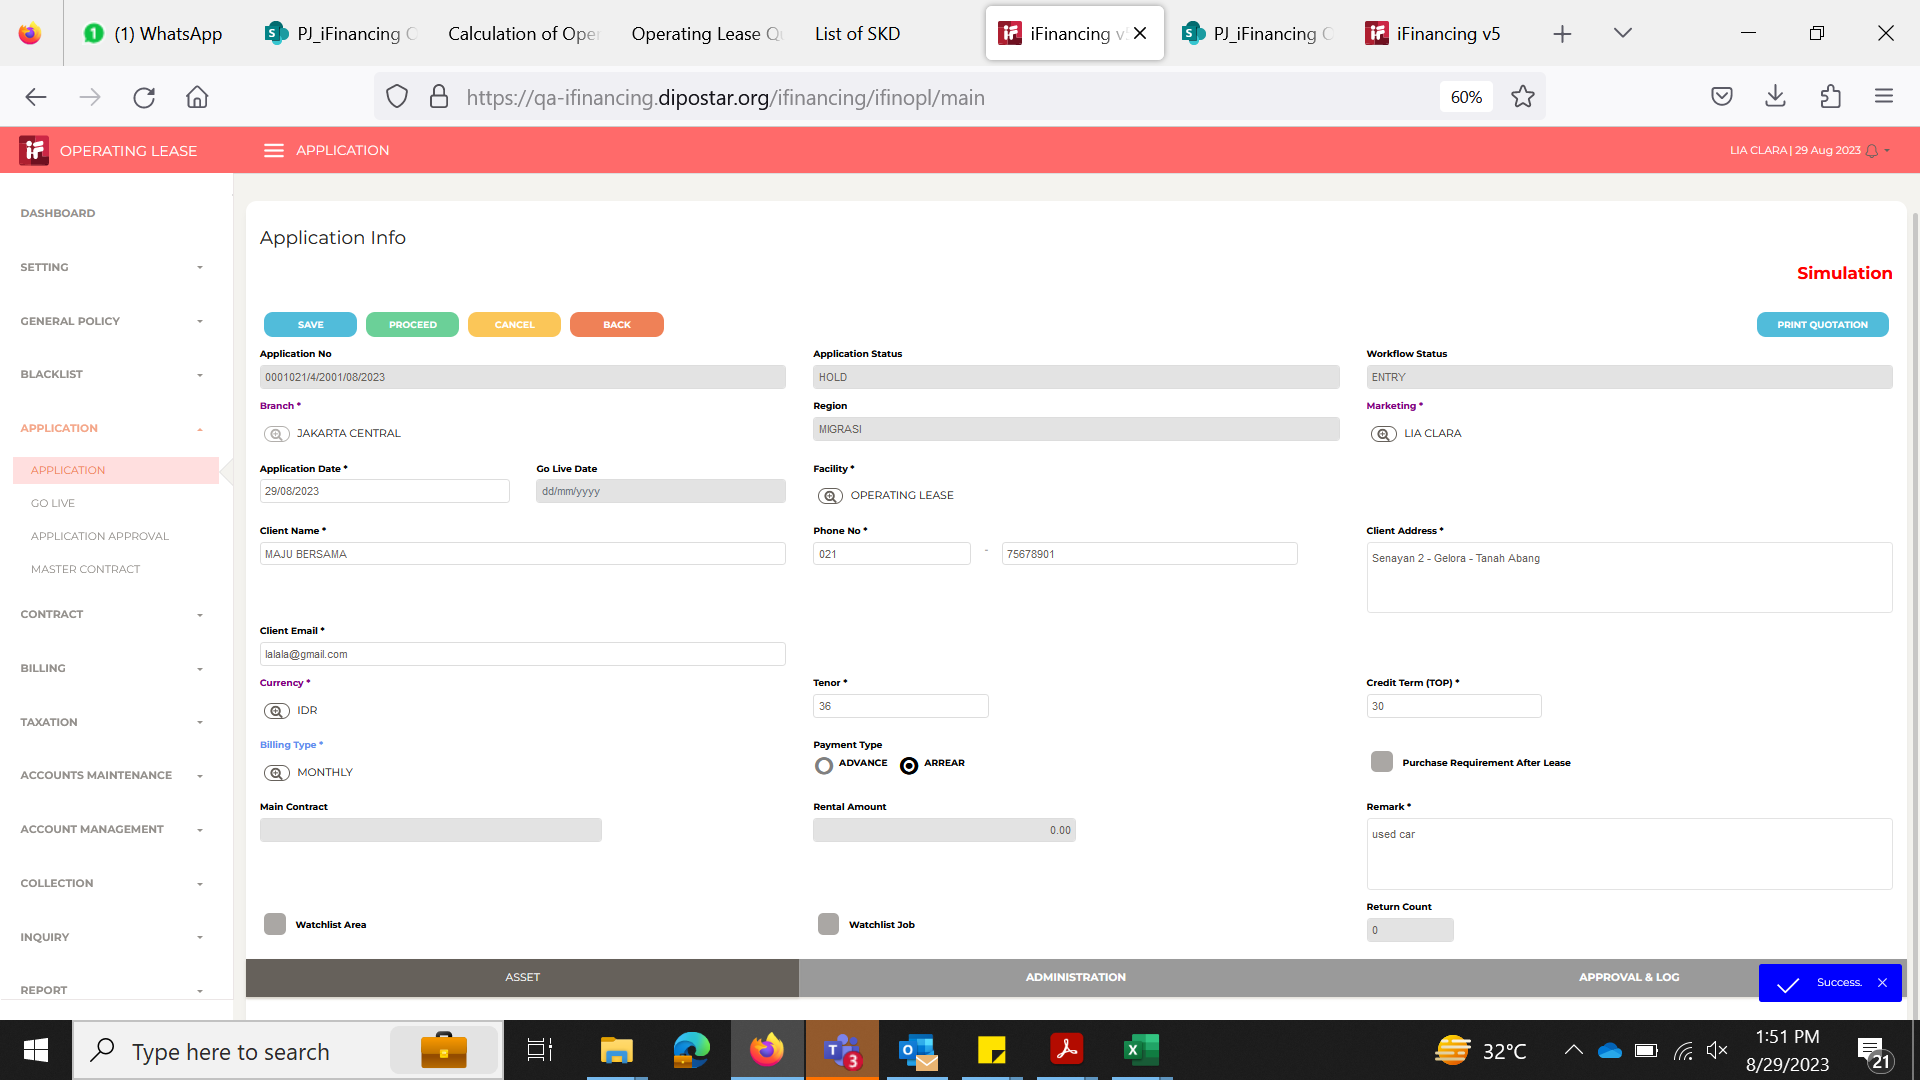 (1) WhatsApp
PJ_iFinancing O
Calculation of Oper
Operating Lease Qu
List of SKD
iFinancing v5
PJ_iFinancing O
iFinancing v5
https://qa-ifinancing.dipostar.org/ifinancing/ifinopl/main
60%
iF OPERATING LEASE
APPLICATION
LIA CLARA | 29 Aug 2023
DASHBOARD
SETTING
GENERAL POLICY
BLACKLIST
APPLICATION
APPLICATION
GO LIVE
APPLICATION APPROVAL
MASTER CONTRACT
CONTRACT
BILLING
TAXATION
ACCOUNTS MAINTENANCE
ACCOUNT MANAGEMENT
COLLECTION
INQUIRY
REPORT
Application Info
Simulation
SAVE PROCEED CANCEL BACK PRINT QUOTATION
Application No Application Status Workflow Status
0001021/4/2001/08/2023 HOLD ENTRY
Branch * Region Marketing *
JAKARTA CENTRAL MIGRASI LIA CLARA
Application Date * Go Live Date Facility *
29/08/2023 dd/mm/yyyy OPERATING LEASE
Client Name * Phone No * Client Address *
MAJU BERSAMA 021 - 75678901 Senayan 2 - Gelora - Tanah Abang
Client Email *
lalala@gmail.com
Currency * Tenor * Credit Term (TOP) *
IDR 36 30
Billing Type * Payment Type
MONTHLY ADVANCE ARREAR Purchase Requirement After Lease
Main Contract Rental Amount Remark *
0.00 used car
Watchlist Area Watchlist Job Return Count
0
ASSET ADMINISTRATION APPROVAL & LOG
Success.
Type here to search
3
32°C
1:51 PM
8/29/2023
21